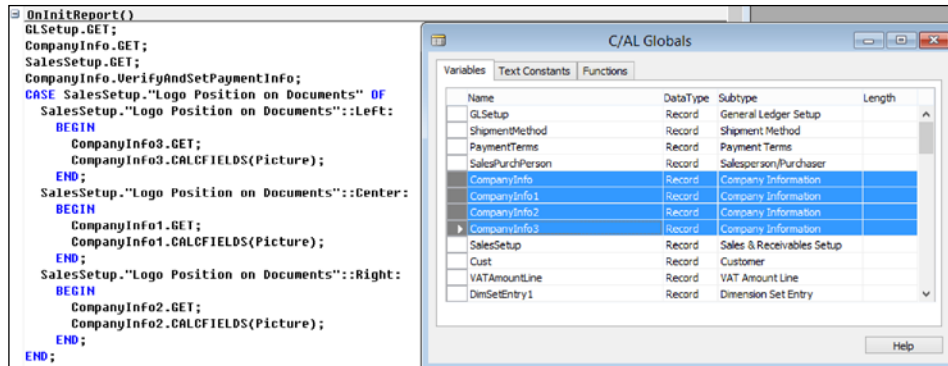 OnInitReport()
GLSetup.GET;
CompanyInfo.GET;
SalesSetup.GET;
CompanyInfo.VerifyAndSetPaymentInfo;
CASE SalesSetup."Logo Position on Documents" OF
SalesSetup."Logo Position on Documents"::Left:
BEGIN
CompanyInfo3.GET;
CompanyInfo3.CALCFIELDS(Picture);
END;
SalesSetup."Logo Position on Documents"::Center:
BEGIN
CompanyInfo1.GET;
CompanyInfo1.CALCFIELDS(Picture);
END;
SalesSetup."Logo Position on Documents"::Right:
BEGIN
CompanyInfo2.GET;
CompanyInfo2.CALCFIELDS(Picture);
END;
END;
C/AL Globals
Variables Text Constants Functions
Name DataType Subtype Length
GLSetup Record General Ledger Setup
ShipmentMethod Record Shipment Method
PaymentTerms Record Payment Terms
SalesPurchPerson Record Salesperson/Purchaser
CompanyInfo Record Company Information
CompanyInfo1 Record Company Information
CompanyInfo2 Record Company Information
CompanyInfo3 Record Company Information
SalesSetup Record Sales & Receivables Setup
Cust Record Customer
VATAmountLine Record VAT Amount Line
DimSetEntry1 Record Dimension Set Entry
Help